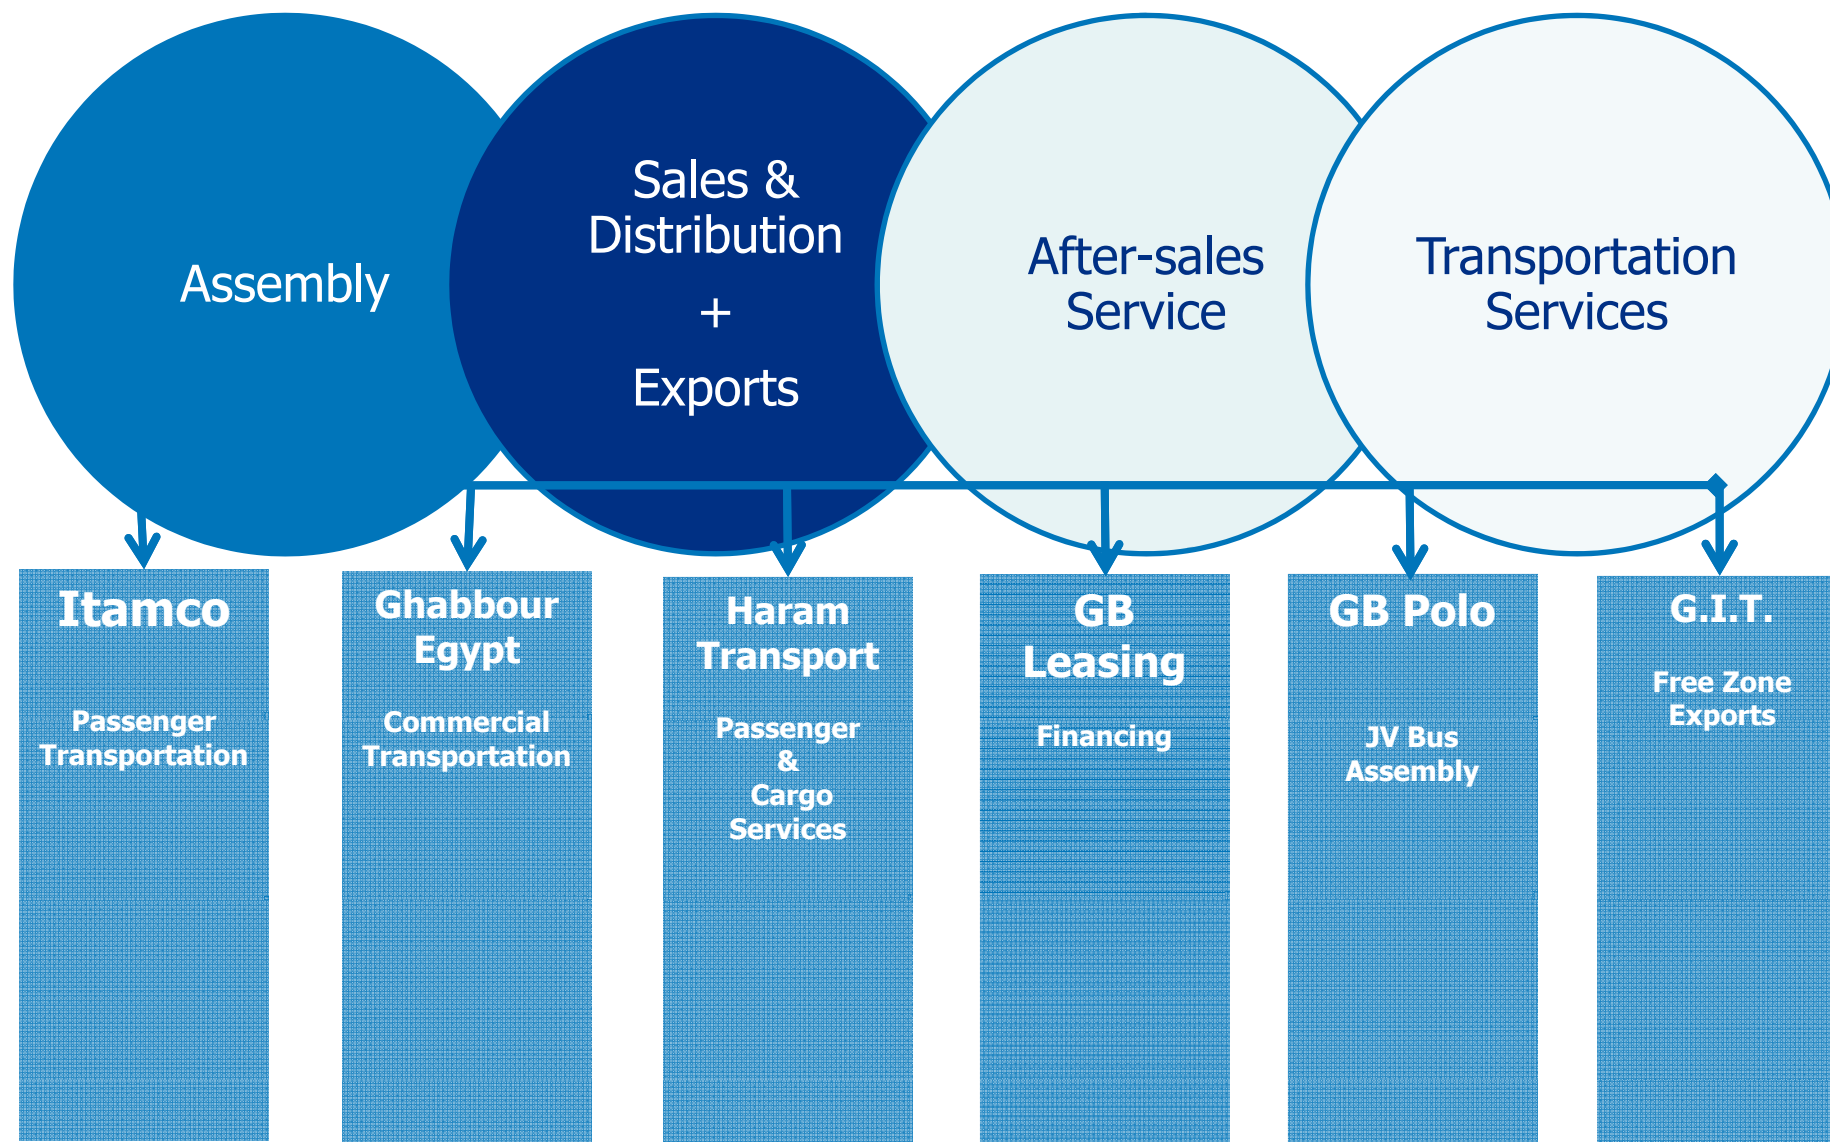 Assembly
Sales &
Distribution
+
Exports
After-sales
Service
Transportation
Services
Itamco
Passenger
Transportation
Ghabbour
Egypt
Commercial
Transportation
Haram
Transport
Passenger
&
Cargo
Services
GB
Leasing
Financing
GB Polo
JV Bus
Assembly
G.I.T.
Free Zone
Exports